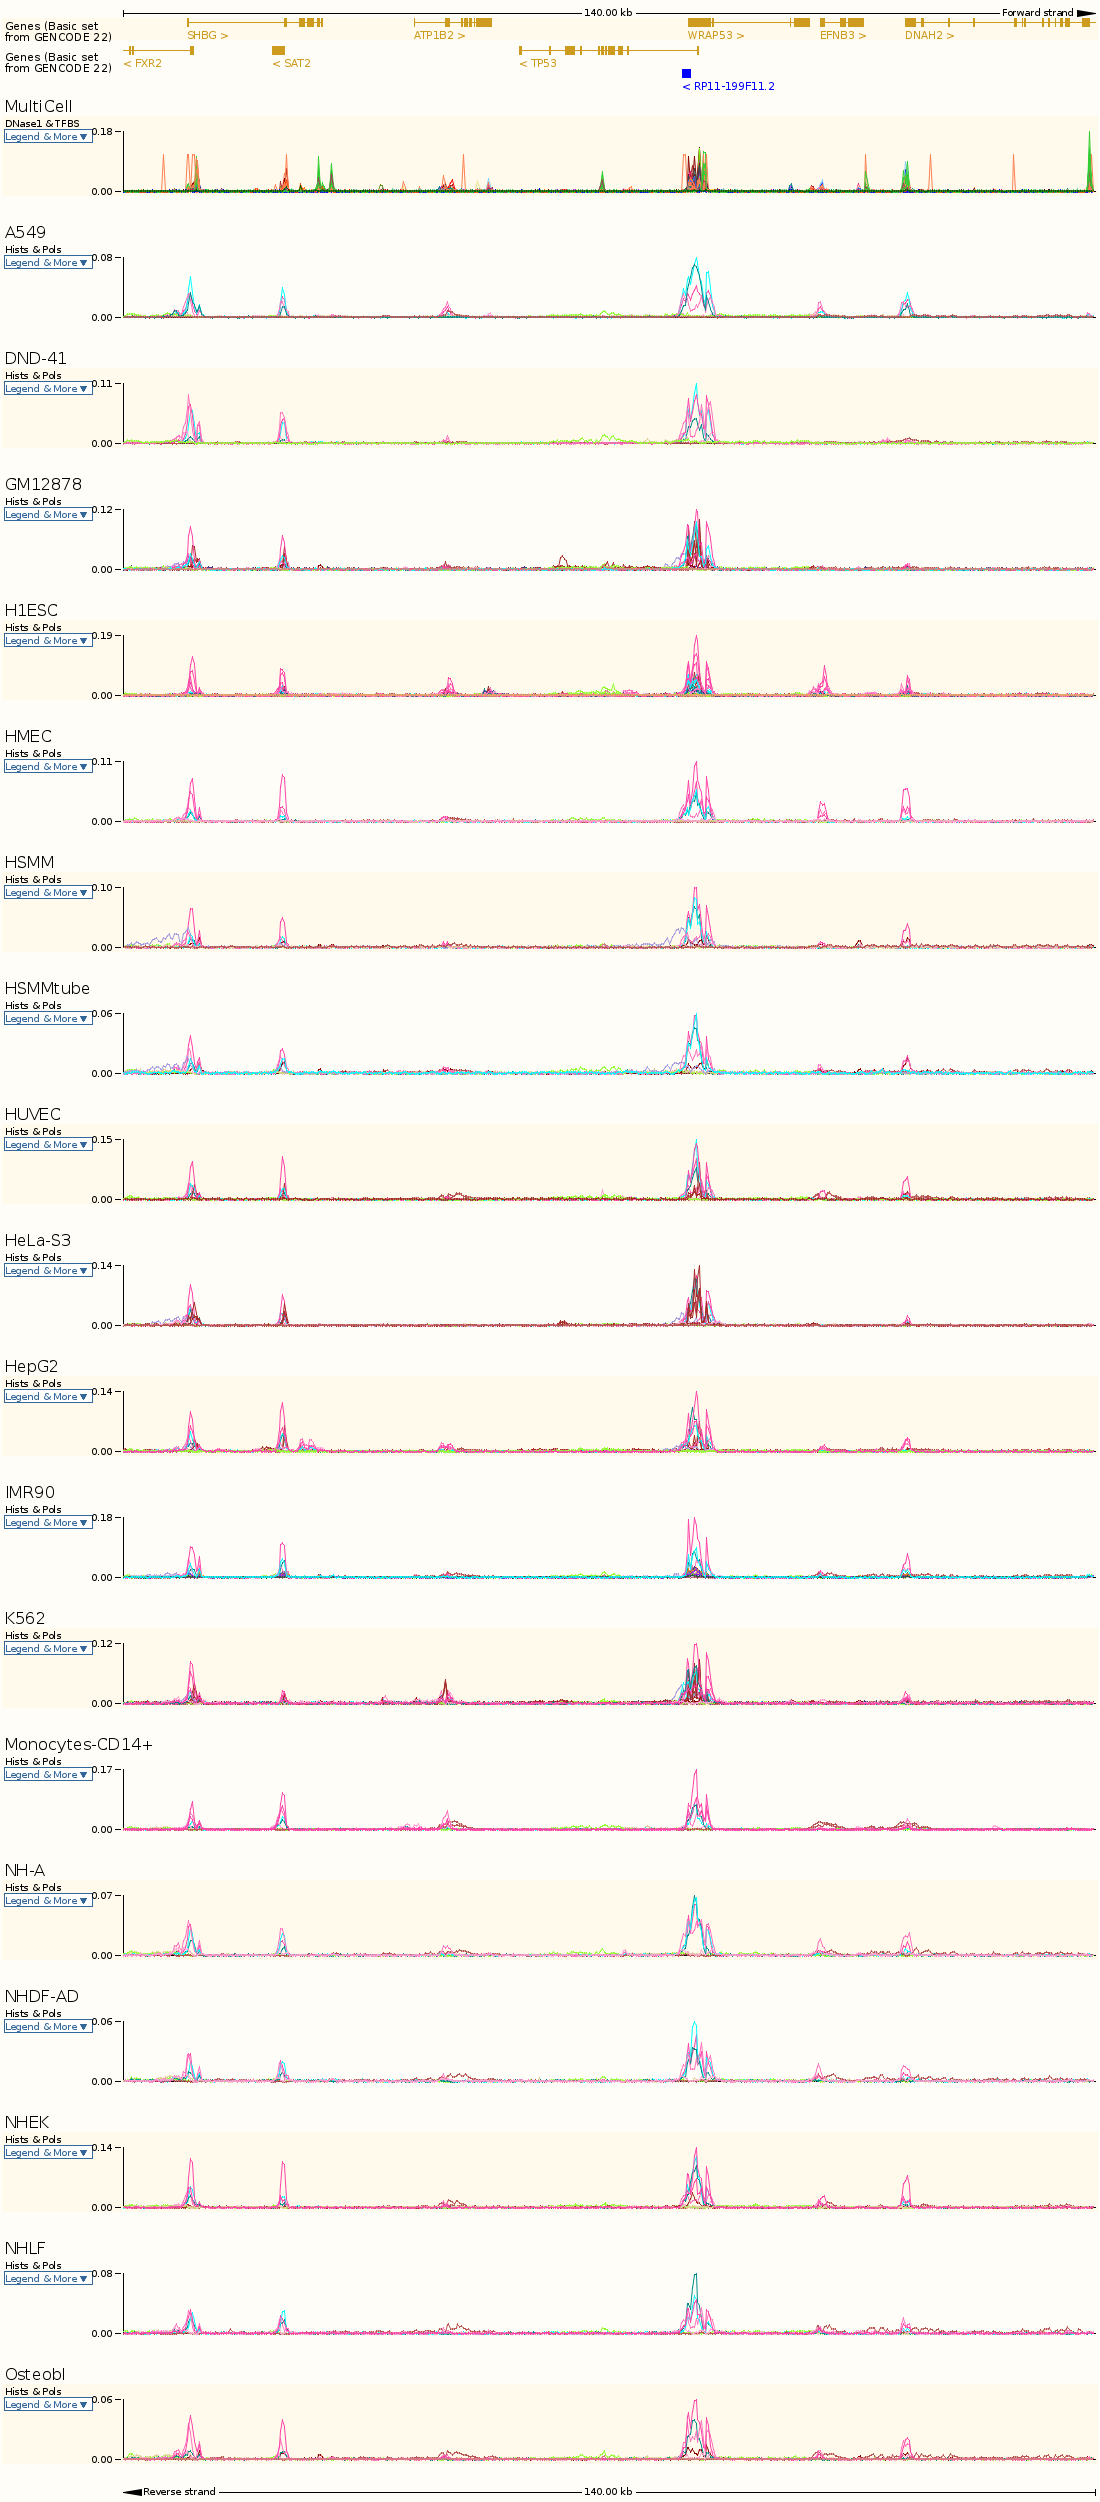 140.00 kb
Forward strand
Genes (Basic set
from GENCODE 22)
SHBG >
ATP1B2 >
WRAP53 >
EFNB3 >
DNAH2 >
Genes (Basic set
from GENCODE 22)
< FXR2
< SAT2
< TP53
< RP11-199F11.2
MultiCell
DNase1 & TFBS
Legend & More ▼
0.18
0.00
A549
Hists & Pols
Legend & More ▼
0.08
0.00
DND-41
Hists & Pols
Legend & More ▼
0.11
0.00
GM12878
Hists & Pols
Legend & More ▼
0.12
0.00
H1ESC
Hists & Pols
Legend & More ▼
0.19
0.00
HMEC
Hists & Pols
Legend & More ▼
0.11
0.00
HSMM
Hists & Pols
Legend & More ▼
0.10
0.00
HSMMtube
Hists & Pols
Legend & More ▼
0.06
0.00
HUVEC
Hists & Pols
Legend & More ▼
0.15
0.00
HeLa-S3
Hists & Pols
Legend & More ▼
0.14
0.00
HepG2
Hists & Pols
Legend & More ▼
0.14
0.00
IMR90
Hists & Pols
Legend & More ▼
0.18
0.00
K562
Hists & Pols
Legend & More ▼
0.12
0.00
Monocytes-CD14+
Hists & Pols
Legend & More ▼
0.17
0.00
NH-A
Hists & Pols
Legend & More ▼
0.07
0.00
NHDF-AD
Hists & Pols
Legend & More ▼
0.06
0.00
NHEK
Hists & Pols
Legend & More ▼
0.14
0.00
NHLF
Hists & Pols
Legend & More ▼
0.08
0.00
Osteobl
Hists & Pols
Legend & More ▼
0.06
0.00
Reverse strand
140.00 kb